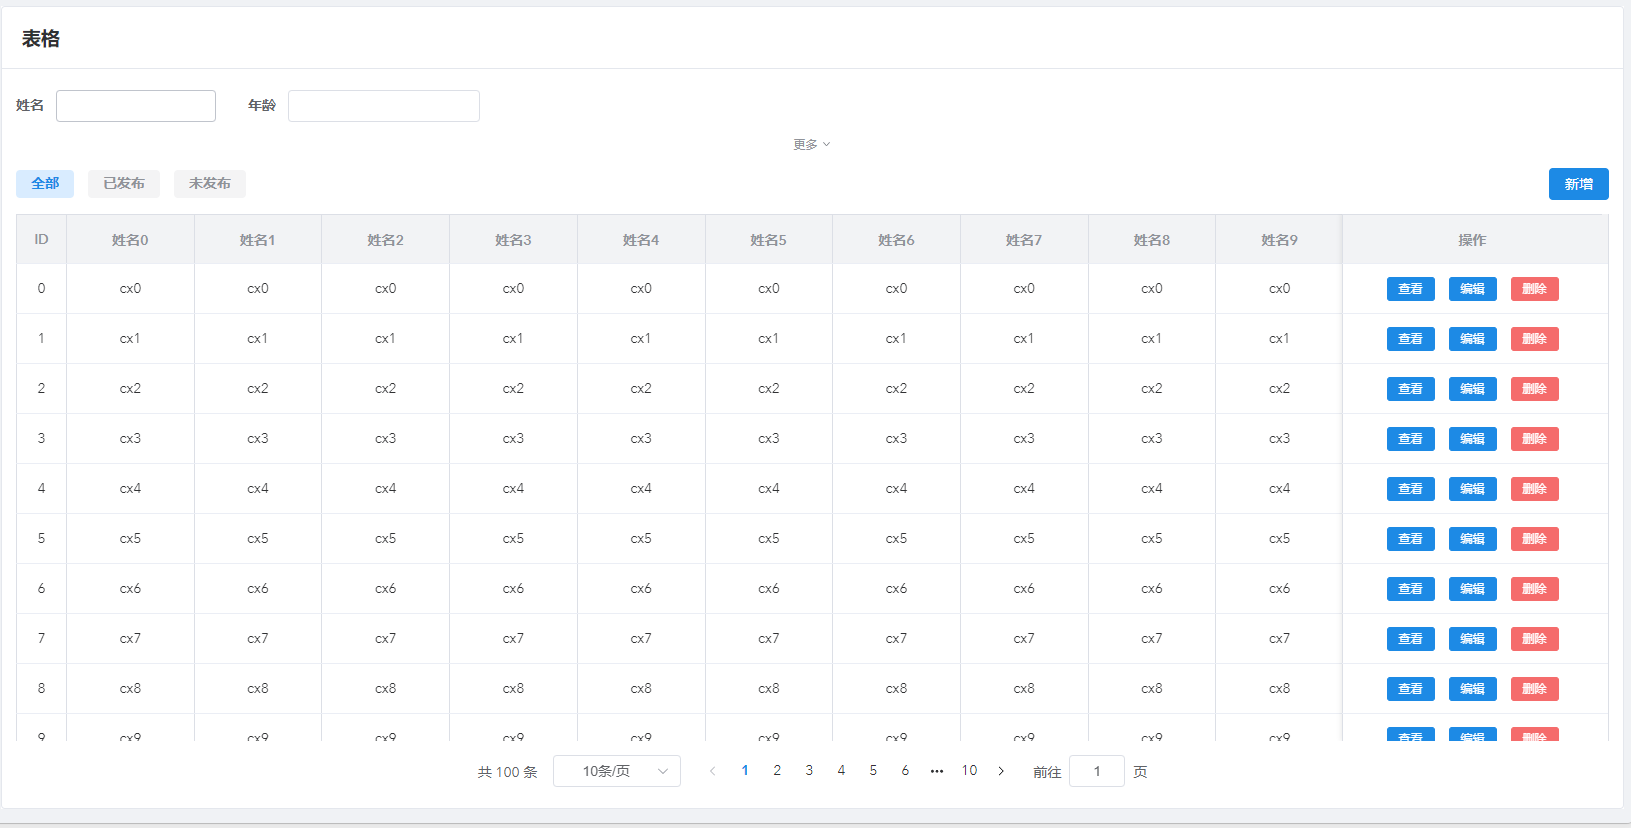 表格
姓名 年龄
更多
全部 已发布 未发布 新增
ID 姓名0 姓名1 姓名2 姓名3 姓名4 姓名5 姓名6 姓名7 姓名8 姓名9 操作
0 cx0 cx0 cx0 cx0 cx0 cx0 cx0 cx0 cx0 cx0 查看 编辑 删除
1 cx1 cx1 cx1 cx1 cx1 cx1 cx1 cx1 cx1 cx1 查看 编辑 删除
2 cx2 cx2 cx2 cx2 cx2 cx2 cx2 cx2 cx2 cx2 查看 编辑 删除
3 cx3 cx3 cx3 cx3 cx3 cx3 cx3 cx3 cx3 cx3 查看 编辑 删除
4 cx4 cx4 cx4 cx4 cx4 cx4 cx4 cx4 cx4 cx4 查看 编辑 删除
5 cx5 cx5 cx5 cx5 cx5 cx5 cx5 cx5 cx5 cx5 查看 编辑 删除
6 cx6 cx6 cx6 cx6 cx6 cx6 cx6 cx6 cx6 cx6 查看 编辑 删除
7 cx7 cx7 cx7 cx7 cx7 cx7 cx7 cx7 cx7 cx7 查看 编辑 删除
8 cx8 cx8 cx8 cx8 cx8 cx8 cx8 cx8 cx8 cx8 查看 编辑 删除
9 cx9 cx9 cx9 cx9 cx9 cx9 cx9 cx9 cx9 cx9 查看 编辑 删除
共 100 条 10条/页 1 2 3 4 5 6 ••• 10 前往 1 页